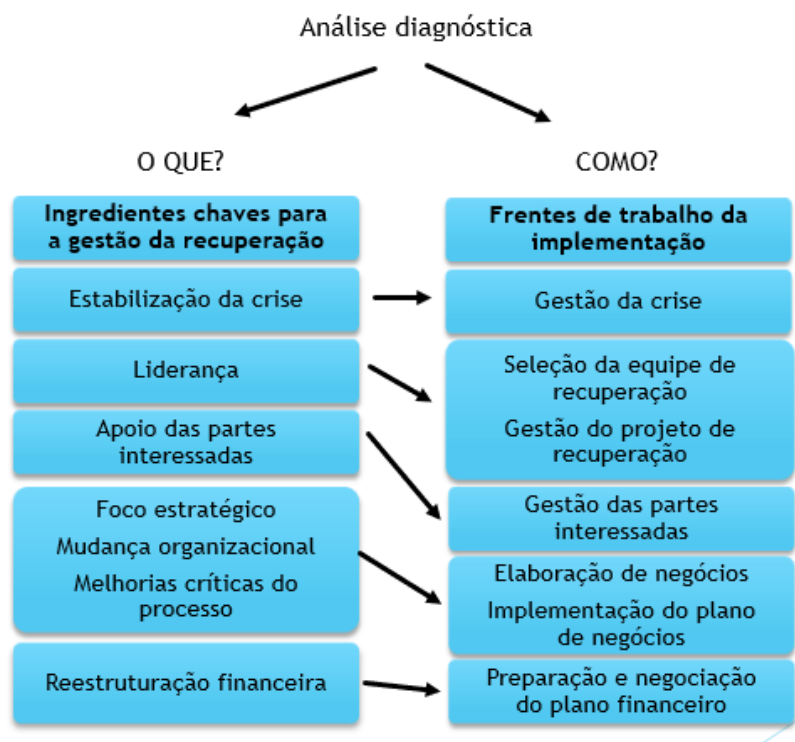 Análise diagnóstica
O QUE?
COMO?
Ingredientes chaves para
a gestão da recuperação
Frentes de trabalho da
implementação
Estabilização da crise
Gestão da crise
Liderança
Seleção da equipe de
recuperação
Gestão do projeto de
recuperação
Apoio das partes
interessadas
Gestão das partes
interessadas
Foco estratégico
Mudança organizacional
Melhorias críticas do
processo
Elaboração de negócios
Implementação do plano
de negócios
Reestruturação financeira
Preparação e negociação
do plano financeiro